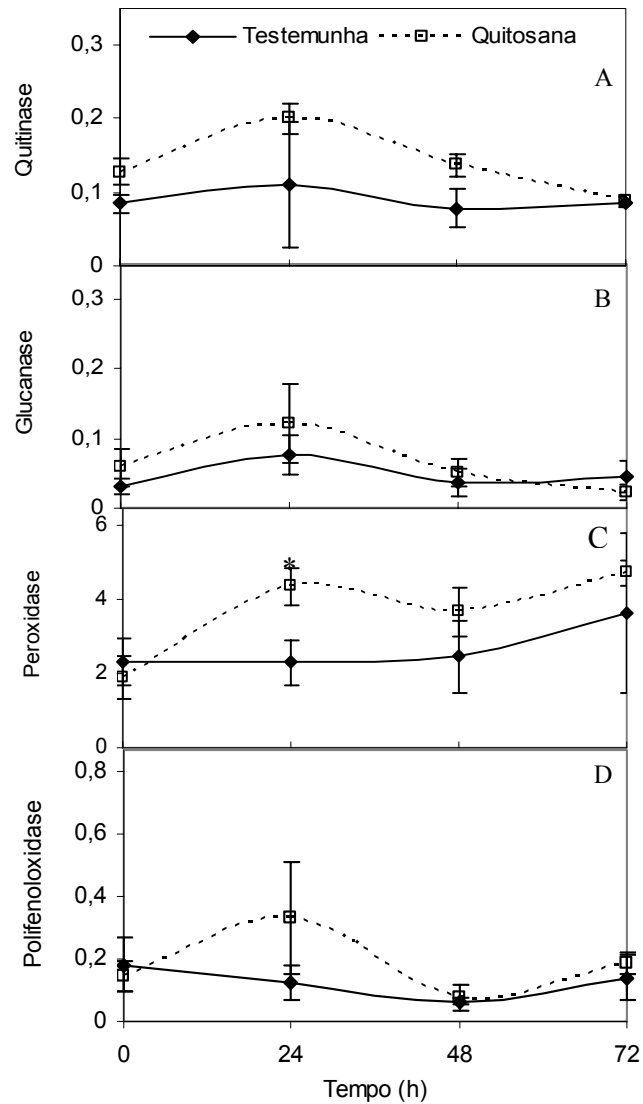 Testemunha Quitosana
A
Quitinase
0,3
0,2
0,1
0
B
Glucanase
0,3
0,2
0,1
0
C
Peroxidase
6
4
2
0
*
D
Polifenoloxidase
0,8
0,6
0,4
0,2
0
0 24 48 72
Tempo (h)